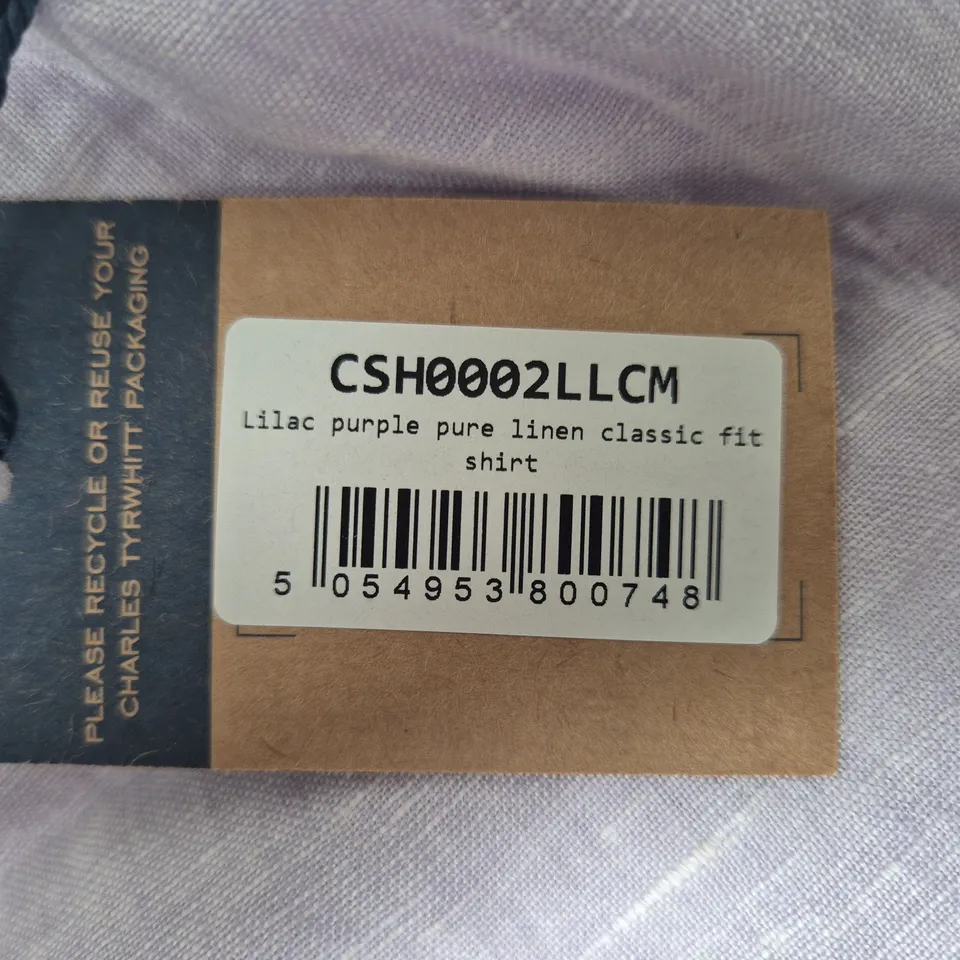 PLEASE RECYCLE OR REUSE YOUR
CHARLES TYRWHITT PACKAGING
CSH0002LLCM
Lilac purple pure linen classic fit
shirt
5 054953 800748